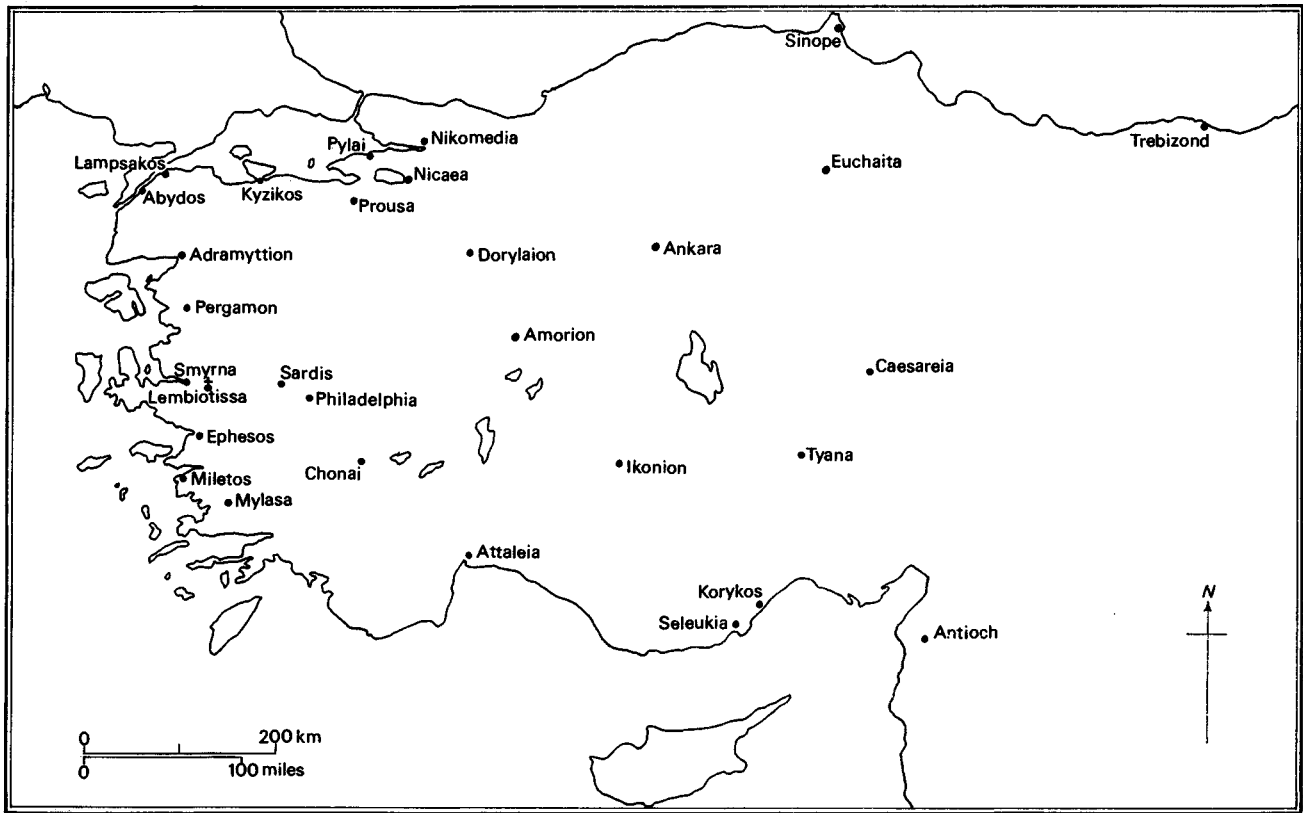 Sinope
Trebizond
Nikomedia
Pylai
Nicaea
Euchaita
Lampsakos
Abydos
Kyzikos
Prousa
Adramyttion
Dorylaion
Ankara
Pergamon
Amorion
Smyrna
Lembiotissa
Sardis
Philadelphia
Caesareia
Ephesos
Chonai
Ikonion
Tyana
Miletos
Mylasa
Attaleia
Korykos
Seleukia
Antioch
N
0 200 km
0 100 miles